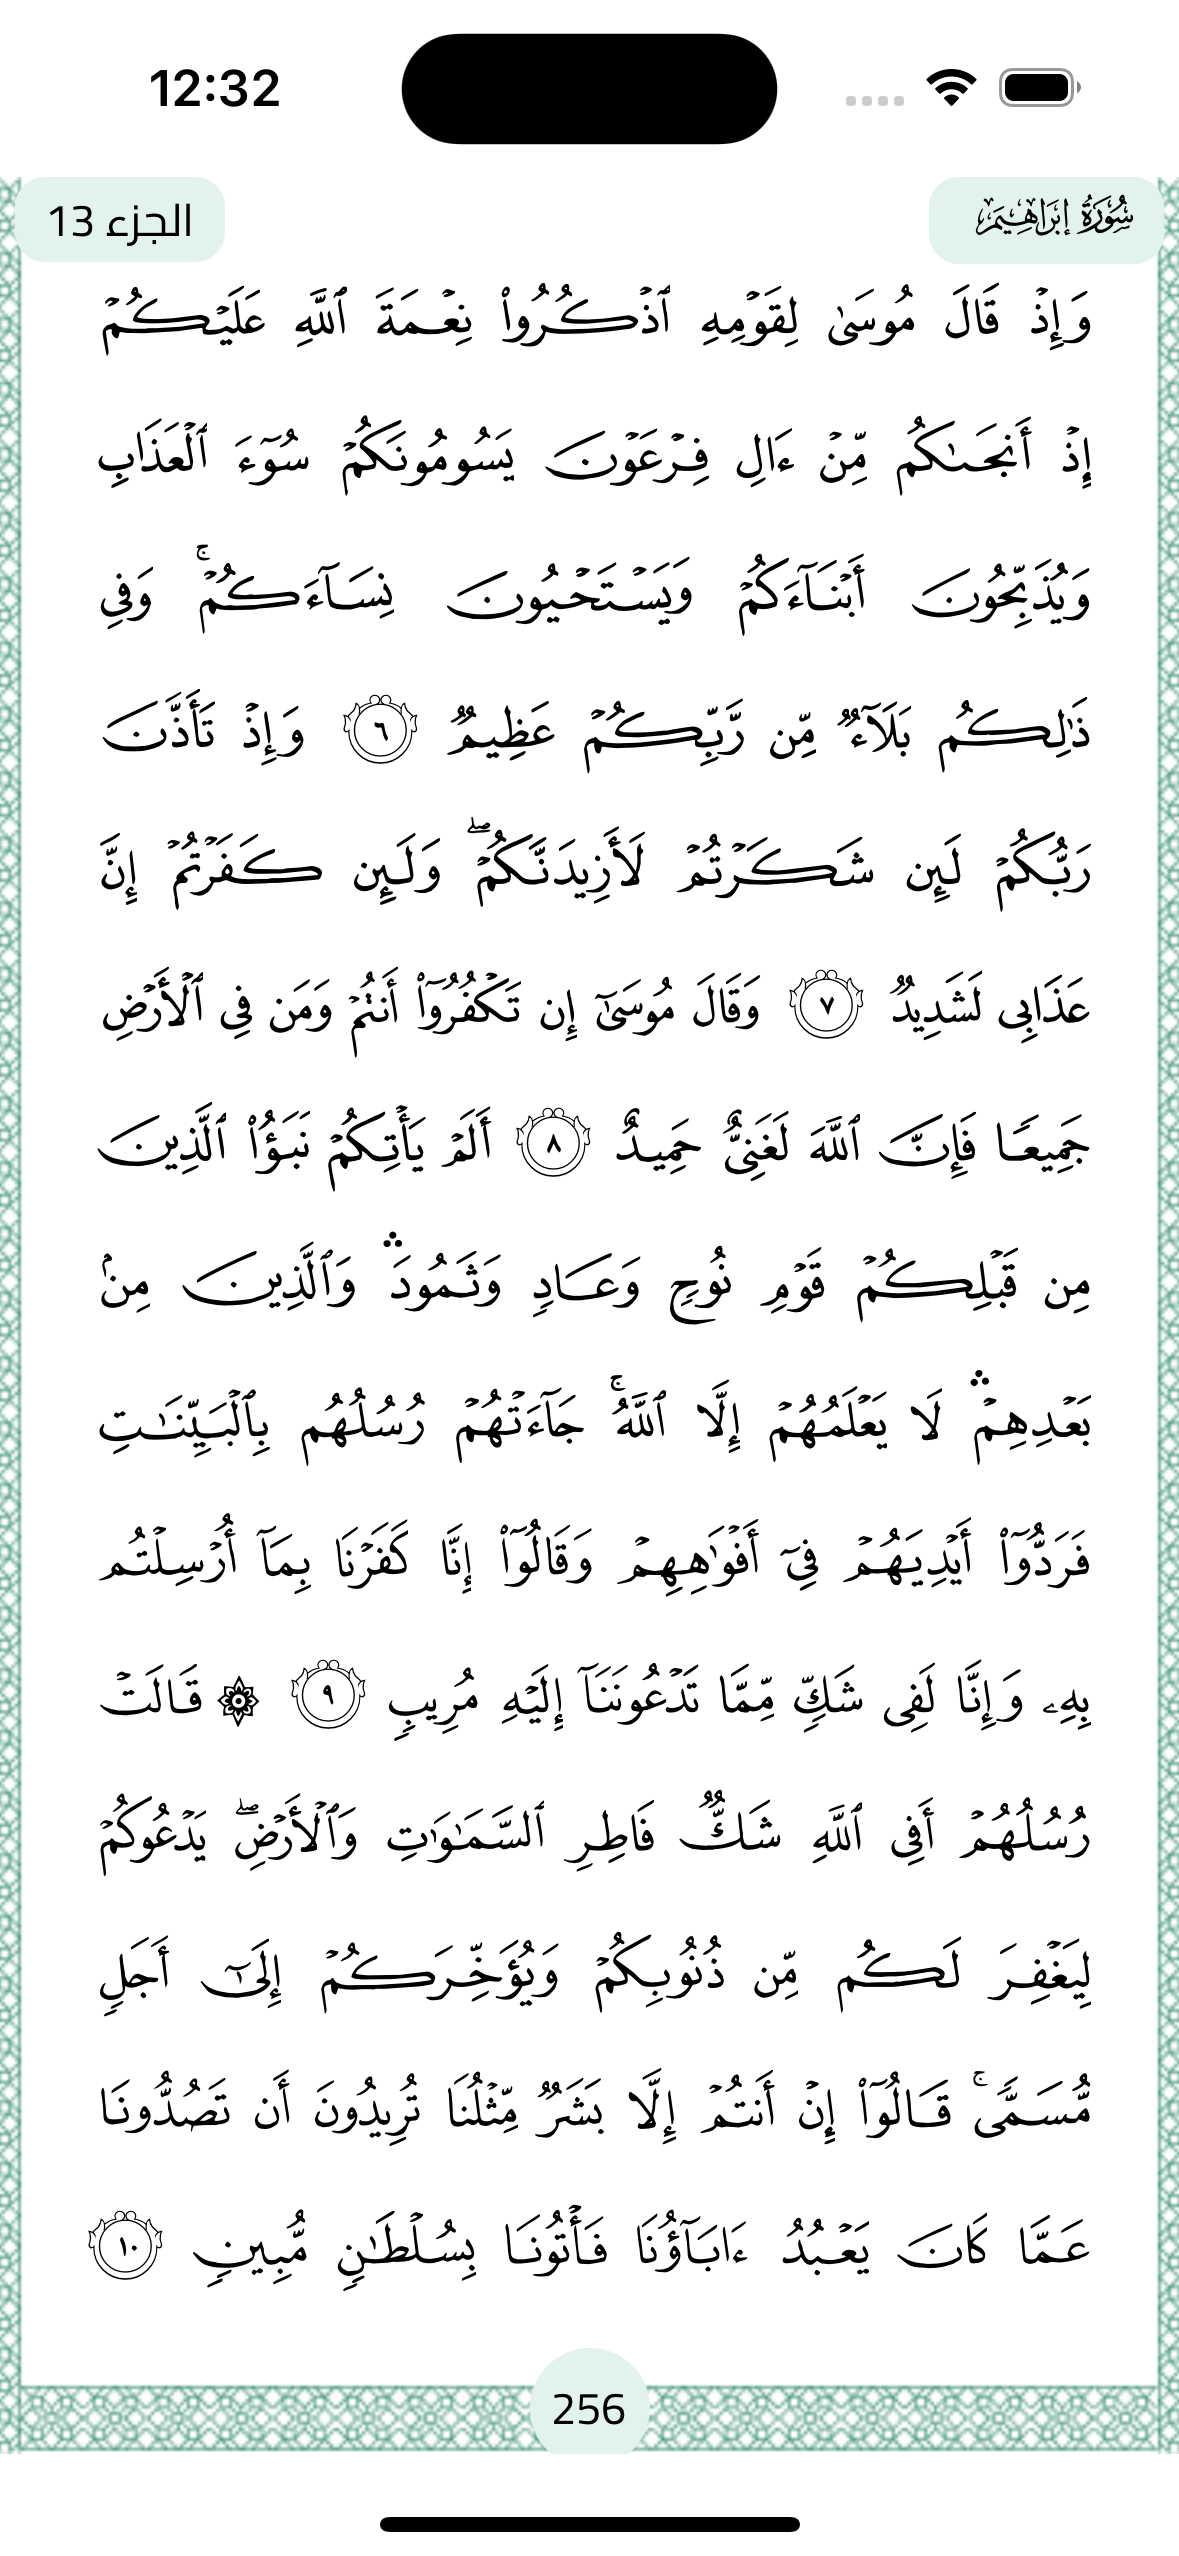 12:32
سُورَةُ إِبْرَاهِيمَ
الجزء 13
وَإِذۡ قَالَ مُوسَىٰ لِقَوۡمِهِ ٱذۡكُرُواْ نِعۡمَةَ ٱللَّهِ عَلَيۡكُمۡ
إِذۡ أَنجَىٰكُم مِّنۡ ءَالِ فِرۡعَوۡنَ يَسُومُونَكُمۡ سُوٓءَ ٱلۡعَذَابِ
وَيُذَبِّحُونَ أَبۡنَآءَكُمۡ وَيَسۡتَحۡيُونَ نِسَآءَكُمۡۚ وَفِي
ذَٰلِكُم بَلَآءٞ مِّن رَّبِّكُمۡ عَظِيمٞ ٦ وَإِذۡ تَأَذَّنَ
رَبُّكُمۡ لَئِن شَكَرۡتُمۡ لَأَزِيدَنَّكُمۡۖ وَلَئِن كَفَرۡتُمۡ إِنَّ
عَذَابِي لَشَدِيدٞ ٧ وَقَالَ مُوسَىٰٓ إِن تَكۡفُرُوٓاْ أَنتُمۡ وَمَن فِي ٱلۡأَرۡضِ
جَمِيعٗا فَإِنَّ ٱللَّهَ لَغَنِيٌّ حَمِيدٌ ٨ أَلَمۡ يَأۡتِكُمۡ نَبَؤُاْ ٱلَّذِينَ
مِن قَبۡلِكُمۡ قَوۡمِ نُوحٖ وَعَادٖ وَثَمُودَۛ وَٱلَّذِينَ مِنۢ
بَعۡدِهِمۡۛ لَا يَعۡلَمُهُمۡ إِلَّا ٱللَّهُۚ جَآءَتۡهُمۡ رُسُلُهُم بِٱلۡبَيِّنَٰتِ
فَرَدُّوٓاْ أَيۡدِيَهُمۡ فِيٓ أَفۡوَٰهِهِمۡ وَقَالُوٓاْ إِنَّا كَفَرۡنَا بِمَآ أُرۡسِلۡتُم
بِهِۦ وَإِنَّا لَفِي شَكّٖ مِّمَّا تَدۡعُونَنَآ إِلَيۡهِ مُرِيبٖ ٩ ۞ قَالَتۡ
رُسُلُهُمۡ أَفِي ٱللَّهِ شَكّٞ فَاطِرِ ٱلسَّمَٰوَٰتِ وَٱلۡأَرۡضِۖ يَدۡعُوكُمۡ
لِيَغۡفِرَ لَكُم مِّن ذُنُوبِكُمۡ وَيُؤَخِّرَكُمۡ إِلَىٰٓ أَجَلٖ
مُّسَمّٗىۚ قَالُوٓاْ إِنۡ أَنتُمۡ إِلَّا بَشَرٞ مِّثۡلُنَا تُرِيدُونَ أَن تَصُدُّونَا
عَمَّا كَانَ يَعۡبُدُ ءَابَآؤُنَا فَأۡتُونَا بِسُلۡطَٰنٖ مُّبِينٖ ١٠
256